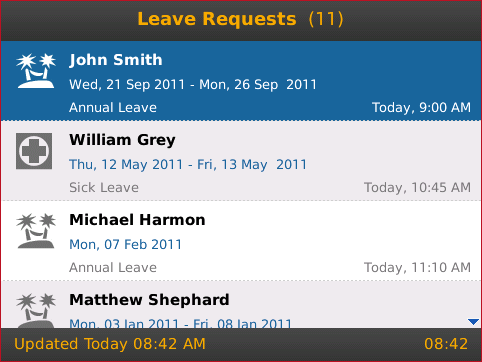 Leave Requests (11)
John Smith
Wed, 21 Sep 2011 - Mon, 26 Sep 2011
Annual Leave Today, 9:00 AM
William Grey
Thu, 12 May 2011 - Fri, 13 May 2011
Sick Leave Today, 10:45 AM
Michael Harmon
Mon, 07 Feb 2011
Annual Leave Today, 11:10 AM
Matthew Shephard
Mon, 03 Jan 2011 - Fri, 08 Jan 2011
Updated Today 08:42 AM 08:42